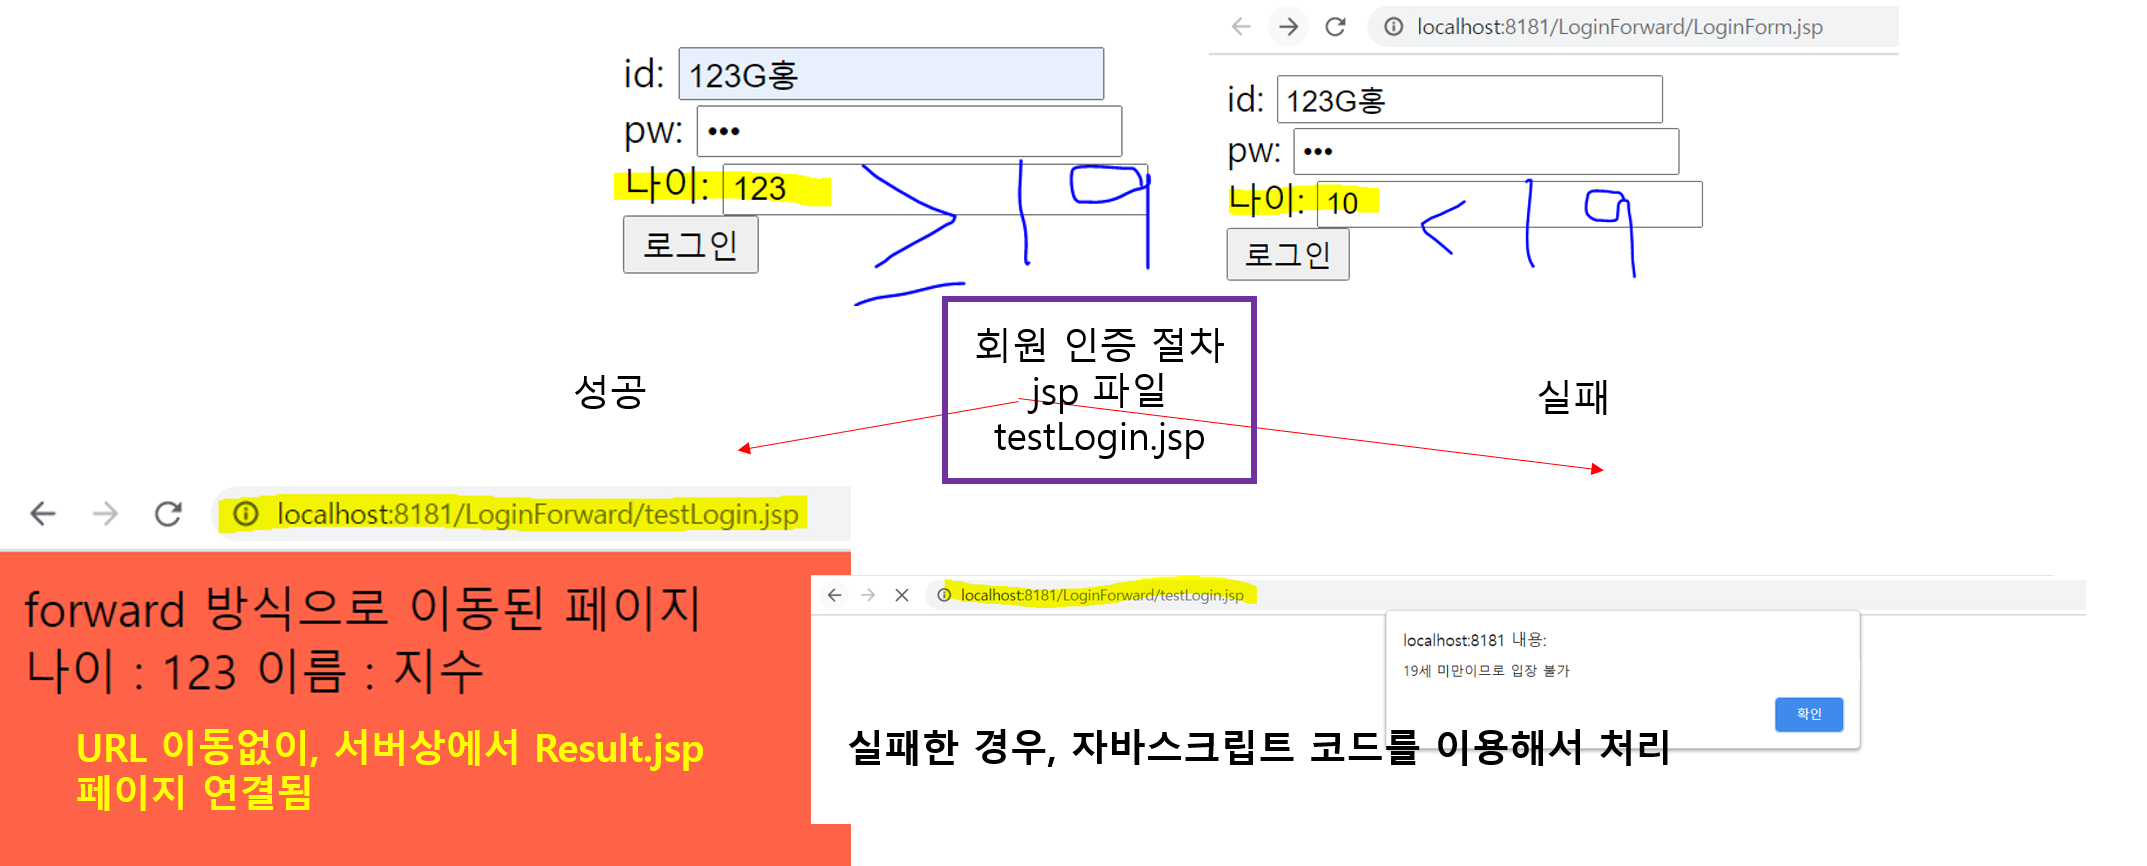 id: 123G홍
pw: •••
나이: 123
로그인
>= 19
localhost:8181/LoginForward/LoginForm.jsp
id: 123G홍
pw: •••
나이: 10
로그인
< 19
회원 인증 절차
jsp 파일
testLogin.jsp
성공
실패
localhost:8181/LoginForward/testLogin.jsp
forward 방식으로 이동된 페이지
나이 : 123 이름 : 지수
URL 이동없이, 서버상에서 Result.jsp
페이지 연결됨
localhost:8181/LoginForward/testLogin.jsp
localhost:8181 내용:
19세 미만이므로 입장 불가
확인
실패한 경우, 자바스크립트 코드를 이용해서 처리